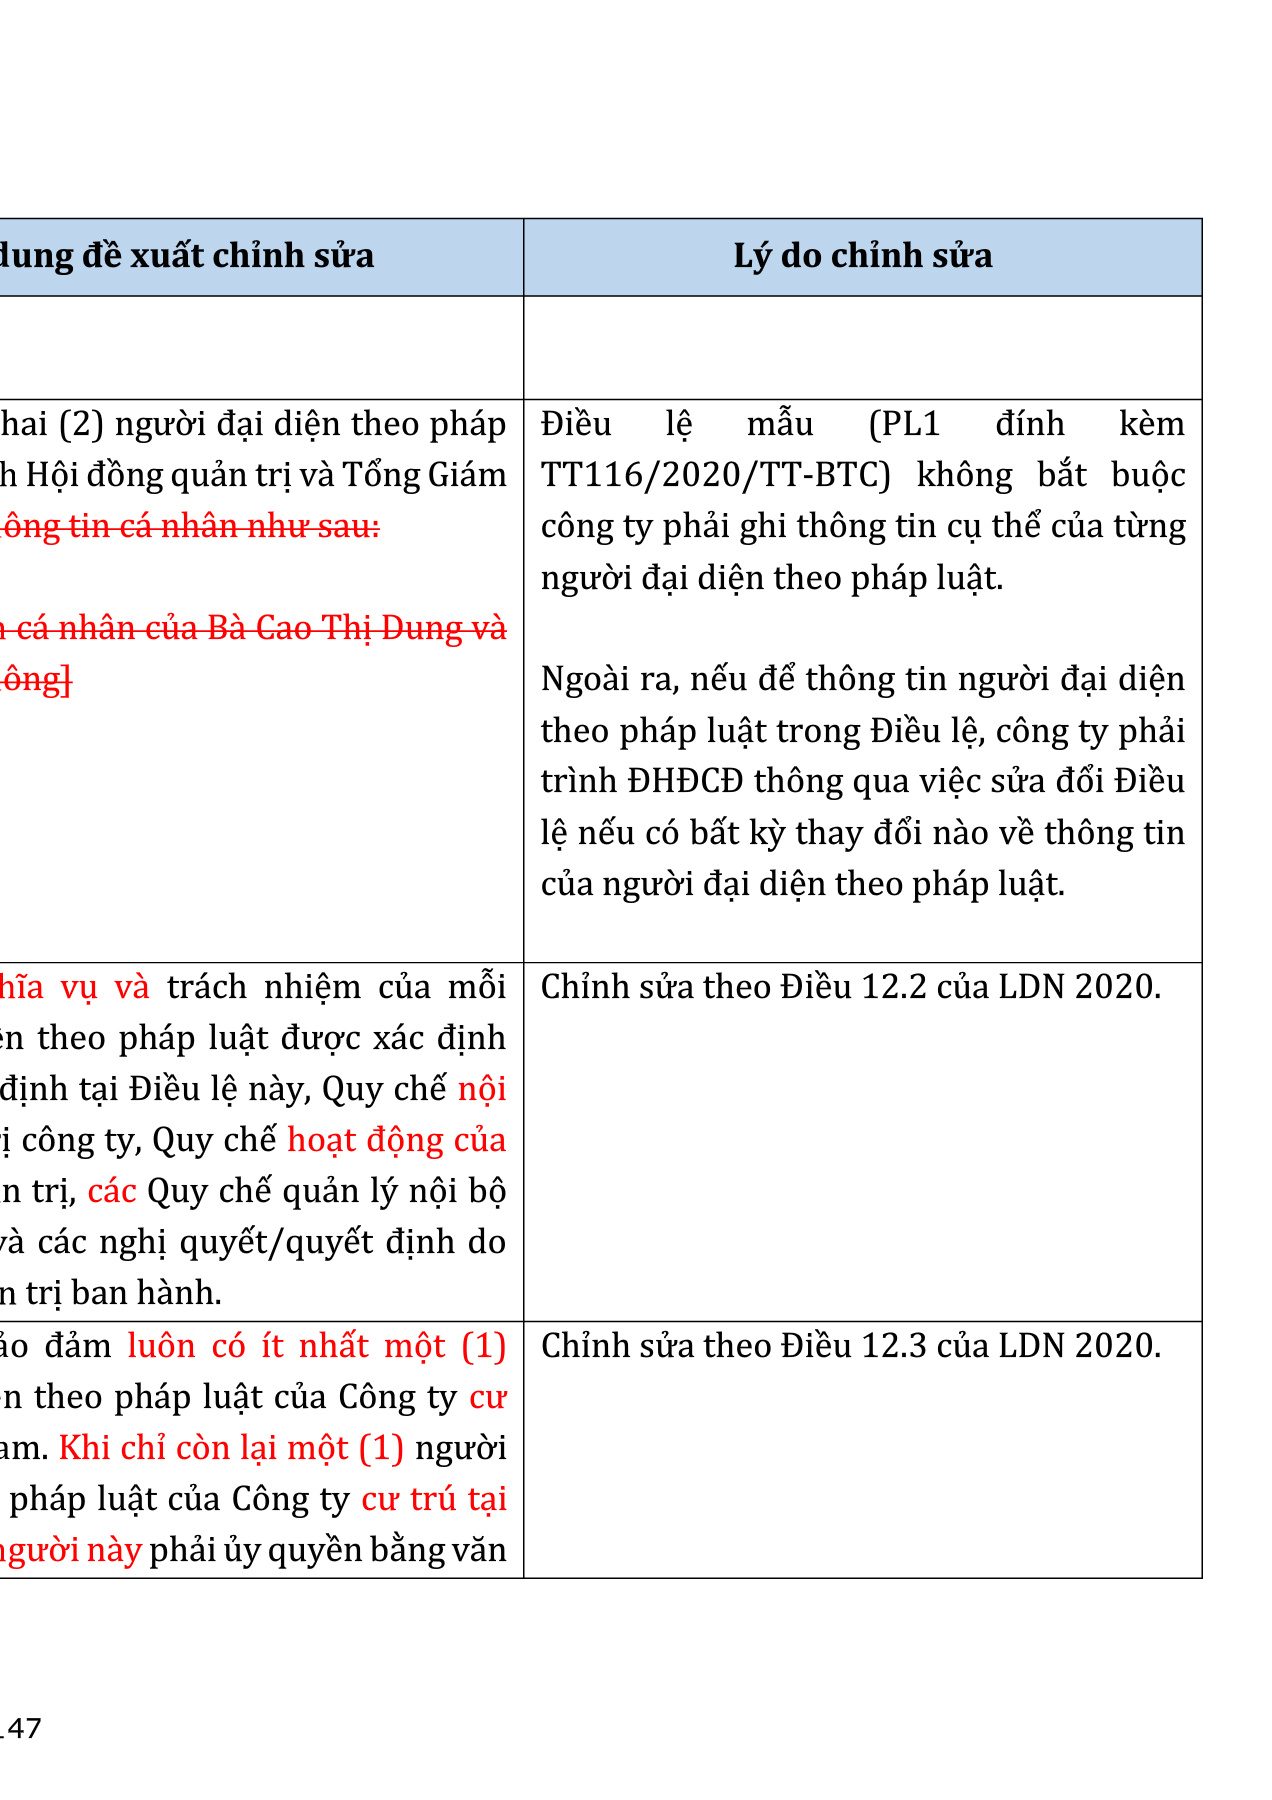 dung đề xuất chỉnh sửa
Lý do chỉnh sửa
hai (2) người đại diện theo pháp
h Hội đồng quản trị và Tổng Giám
ông tin cá nhân như sau:
cá nhân của Bà Cao Thị Dung và
ông]
Điều lệ mẫu (PL1 đính kèm
TT116/2020/TT-BTC) không bắt buộc
công ty phải ghi thông tin cụ thể của từng
người đại diện theo pháp luật.
Ngoài ra, nếu để thông tin người đại diện
theo pháp luật trong Điều lệ, công ty phải
trình ĐHĐCĐ thông qua việc sửa đổi Điều
lệ nếu có bất kỳ thay đổi nào về thông tin
của người đại diện theo pháp luật.
hĩa vụ và trách nhiệm của mỗi
ện theo pháp luật được xác định
định tại Điều lệ này, Quy chế nội
ị công ty, Quy chế hoạt động của
n trị, các Quy chế quản lý nội bộ
và các nghị quyết/quyết định do
n trị ban hành.
Chỉnh sửa theo Điều 12.2 của LDN 2020.
ảo đảm luôn có ít nhất một (1)
ện theo pháp luật của Công ty cư
am. Khi chỉ còn lại một (1) người
pháp luật của Công ty cư trú tại
người này phải ủy quyền bằng văn
Chỉnh sửa theo Điều 12.3 của LDN 2020.
147